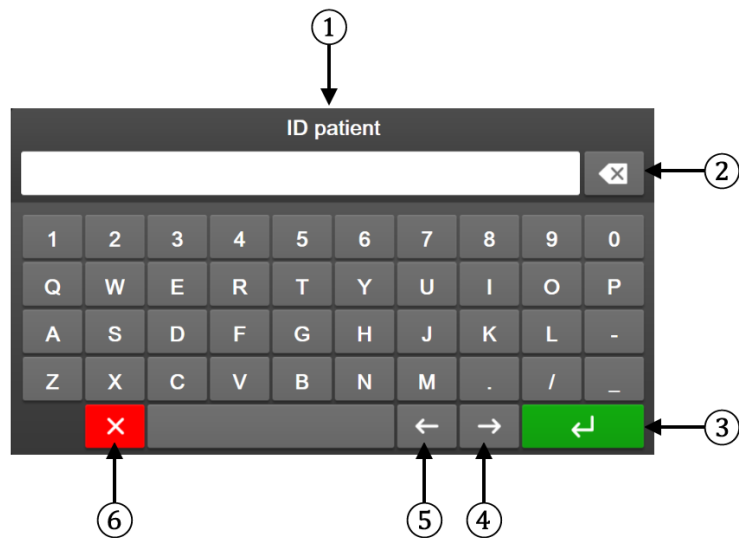 ①
ID patient
②
1 2 3 4 5 6 7 8 9 0
Q W E R T Y U I O P
A S D F G H J K L -
Z X C V B N M . / _
③
⑥ ⑤ ④